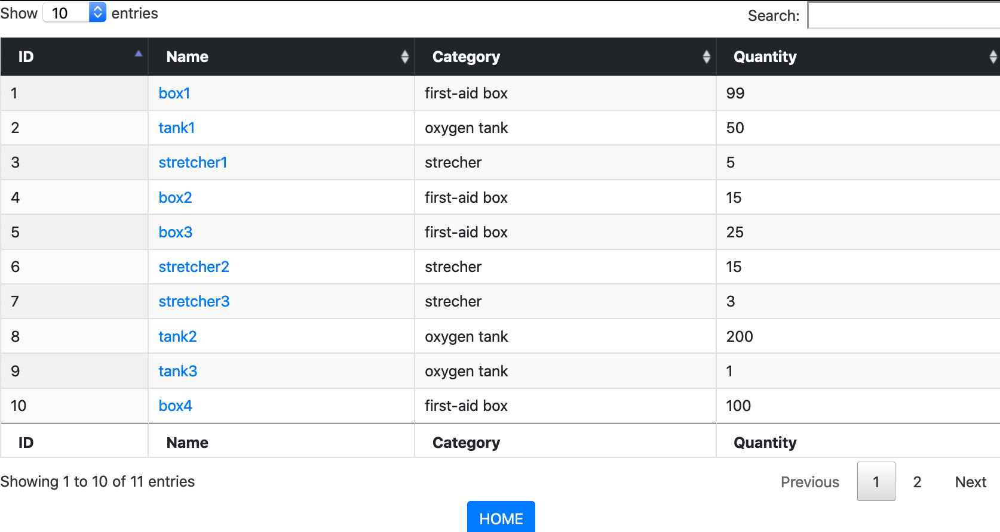 Show 10 entries Search:
ID Name Category Quantity
1 box1 first-aid box 99
2 tank1 oxygen tank 50
3 stretcher1 strecher 5
4 box2 first-aid box 15
5 box3 first-aid box 25
6 stretcher2 strecher 15
7 stretcher3 strecher 3
8 tank2 oxygen tank 200
9 tank3 oxygen tank 1
10 box4 first-aid box 100
ID Name Category Quantity
Showing 1 to 10 of 11 entries Previous 1 2 Next
HOME